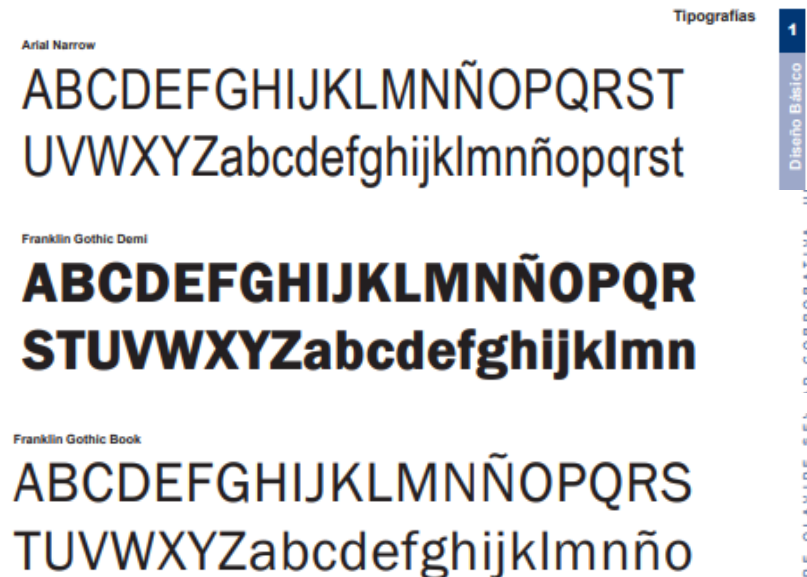 Tipografías
1
Diseño Básico
Arial Narrow
ABCDEFGHIJKLMNÑOPQRST
UVWXYZabcdefghijklmnñopqrst
Franklin Gothic Demi
ABCDEFGHIJKLMNÑOPQR
STUVWXYZabcdefghijklmn
Franklin Gothic Book
ABCDEFGHIJKLMNÑOPQRS
TUVWXYZabcdefghijklmnño